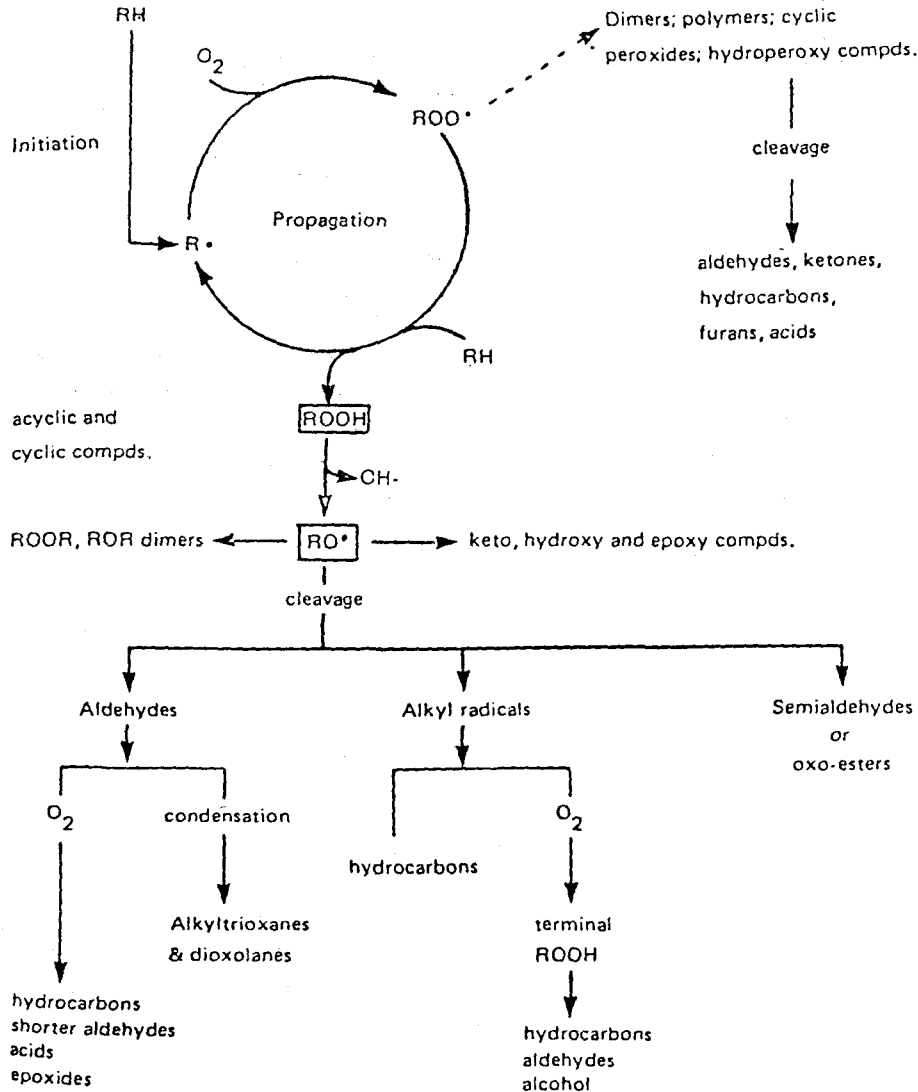 RH
Dimers; polymers; cyclic
peroxides; hydroperoxy compds.
O2
ROO•
Initiation
cleavage
Propagation
R•
aldehydes, ketones,
hydrocarbons,
furans, acids
RH
acyclic and
cyclic compds.
ROOH
CH-
ROOR, ROR dimers
RO•
keto, hydroxy and epoxy compds.
cleavage
Aldehydes
Alkyl radicals
Semialdehydes
or
oxo-esters
O2
condensation
O2
hydrocarbons
Alkyltrioxanes
& dioxolanes
terminal
ROOH
hydrocarbons
shorter aldehydes
acids
epoxides
hydrocarbons
aldehydes
alcohol